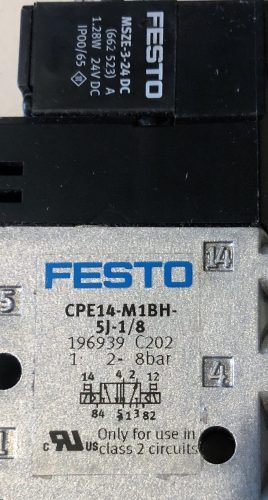 MSZE-3-24 DC
(662 523) A
1.28W 24V DC
IP00/65
FESTO
14
FESTO
CPE14-M1BH-
5J-1/8
196939 C202
1: 2- 8bar
5
4
14 4 2 12
84 5 1 3 82
1
c US Only for use in
class 2 circuits